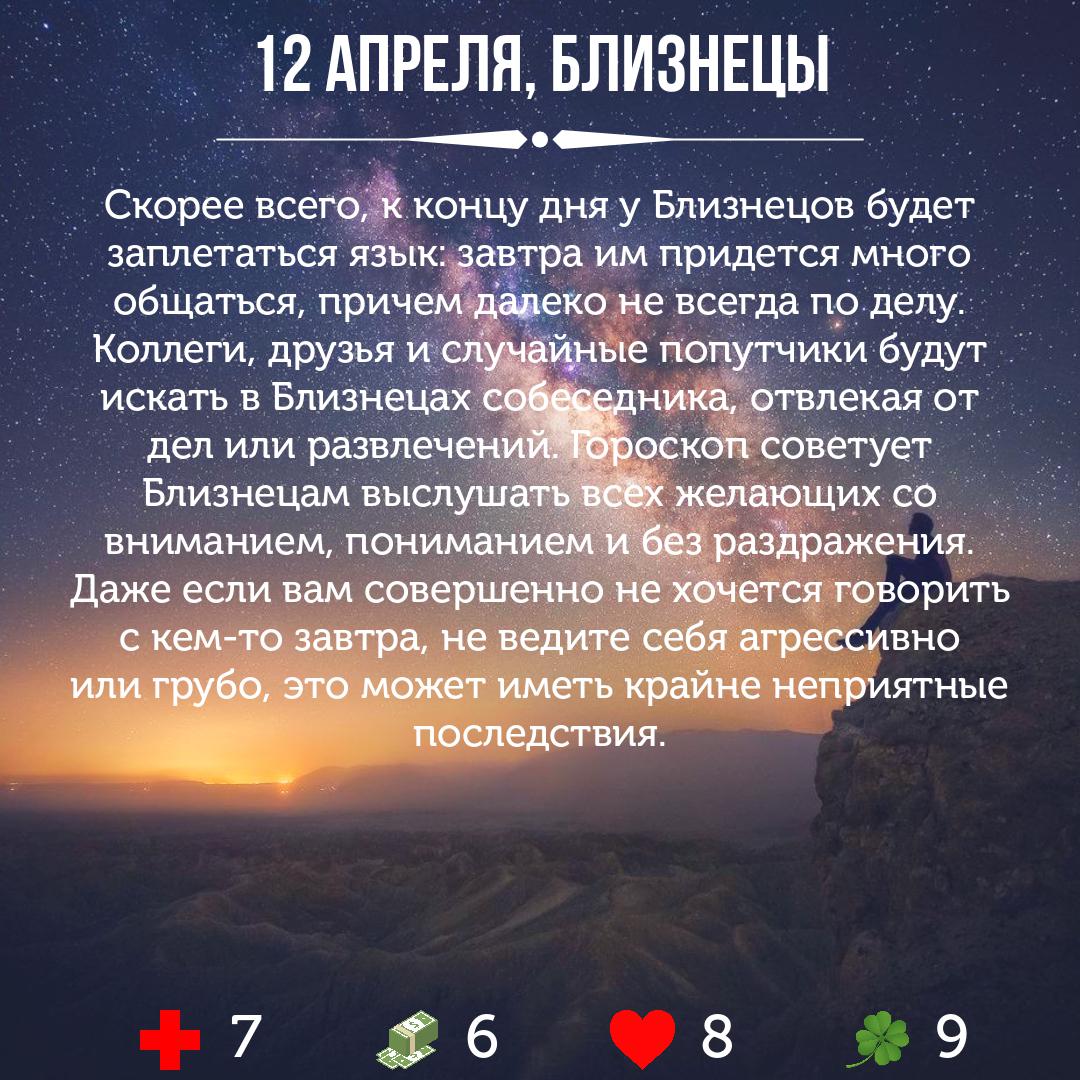 12 АПРЕЛЯ, БЛИЗНЕЦЫ
Скорее всего, к концу дня у Близнецов будет
заплетаться язык: завтра им придется много
общаться, причем далеко не всегда по делу.
Коллеги, друзья и случайные попутчики будут
искать в Близнецах собеседника, отвлекая от
дел или развлечений. Гороскоп советует
Близнецам выслушать всех желающих со
вниманием, пониманием и без раздражения.
Даже если вам совершенно не хочется говорить
с кем-то завтра, не ведите себя агрессивно
или грубо, это может иметь крайне неприятные
последствия.
7 6 8 9